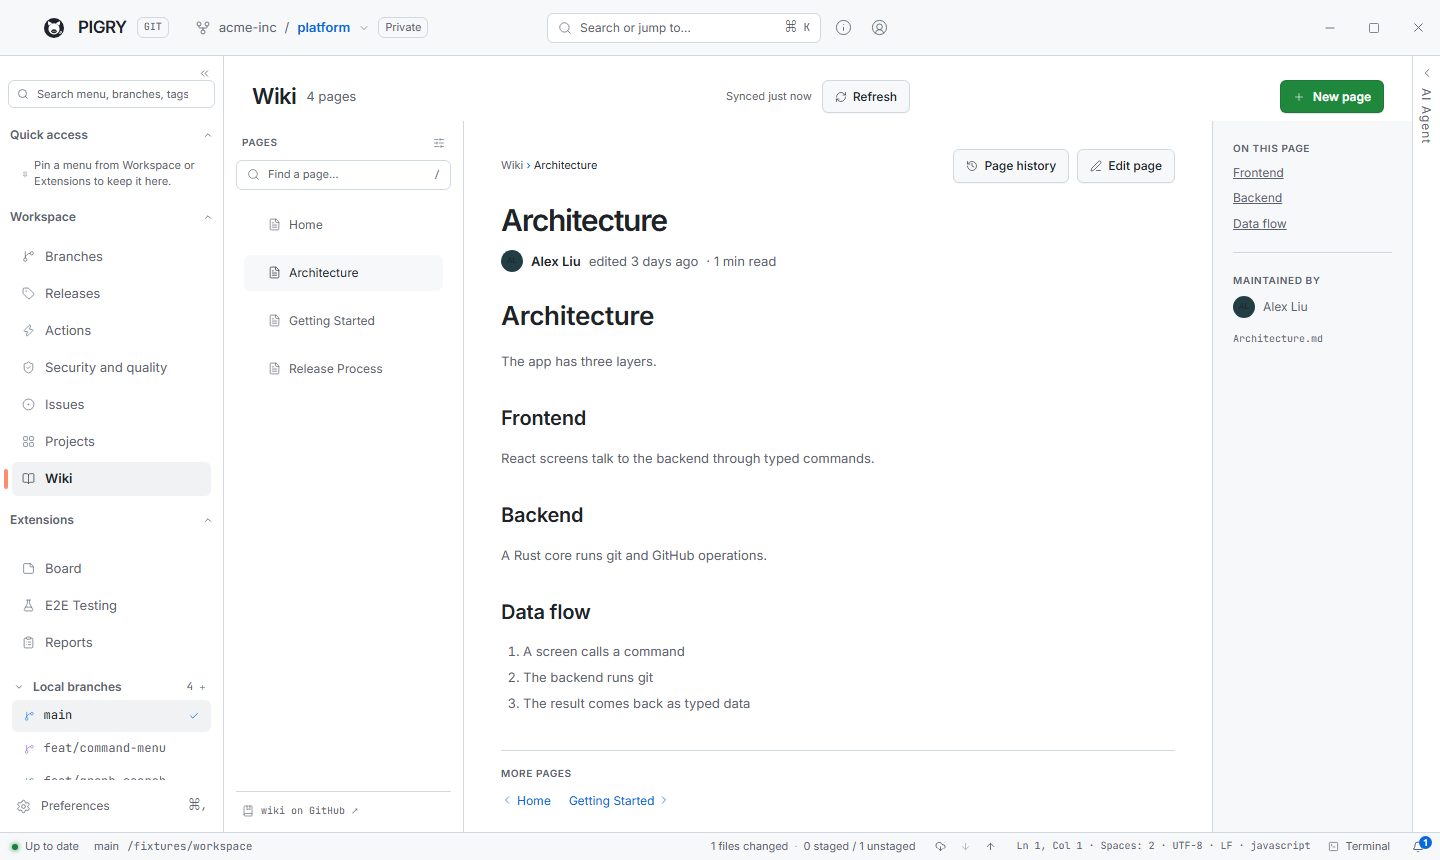 PIGRY GIT acme-inc / platform Private
Search or jump to... ⌘ K
Search menu, branches, tags
Quick access
Pin a menu from Workspace or
Extensions to keep it here.
Workspace
Branches
Releases
Actions
Security and quality
Issues
Projects
Wiki
Extensions
Board
E2E Testing
Reports
Local branches 4 +
main
feat/command-menu
Preferences ⌘,
Wiki 4 pages
Synced just now Refresh
+ New page
PAGES
Find a page... /
Home
Architecture
Getting Started
Release Process
wiki on GitHub ↗
Wiki › Architecture
Page history Edit page
Architecture
Alex Liu edited 3 days ago · 1 min read
Architecture
The app has three layers.
Frontend
React screens talk to the backend through typed commands.
Backend
A Rust core runs git and GitHub operations.
Data flow
1. A screen calls a command
2. The backend runs git
3. The result comes back as typed data
MORE PAGES
Home Getting Started
ON THIS PAGE
Frontend
Backend
Data flow
MAINTAINED BY
Alex Liu
Architecture.md
AI Agent
Up to date main /fixtures/workspace
1 files changed · 0 staged / 1 unstaged
Ln 1, Col 1 · Spaces: 2 · UTF-8 · LF · javascript
Terminal
1